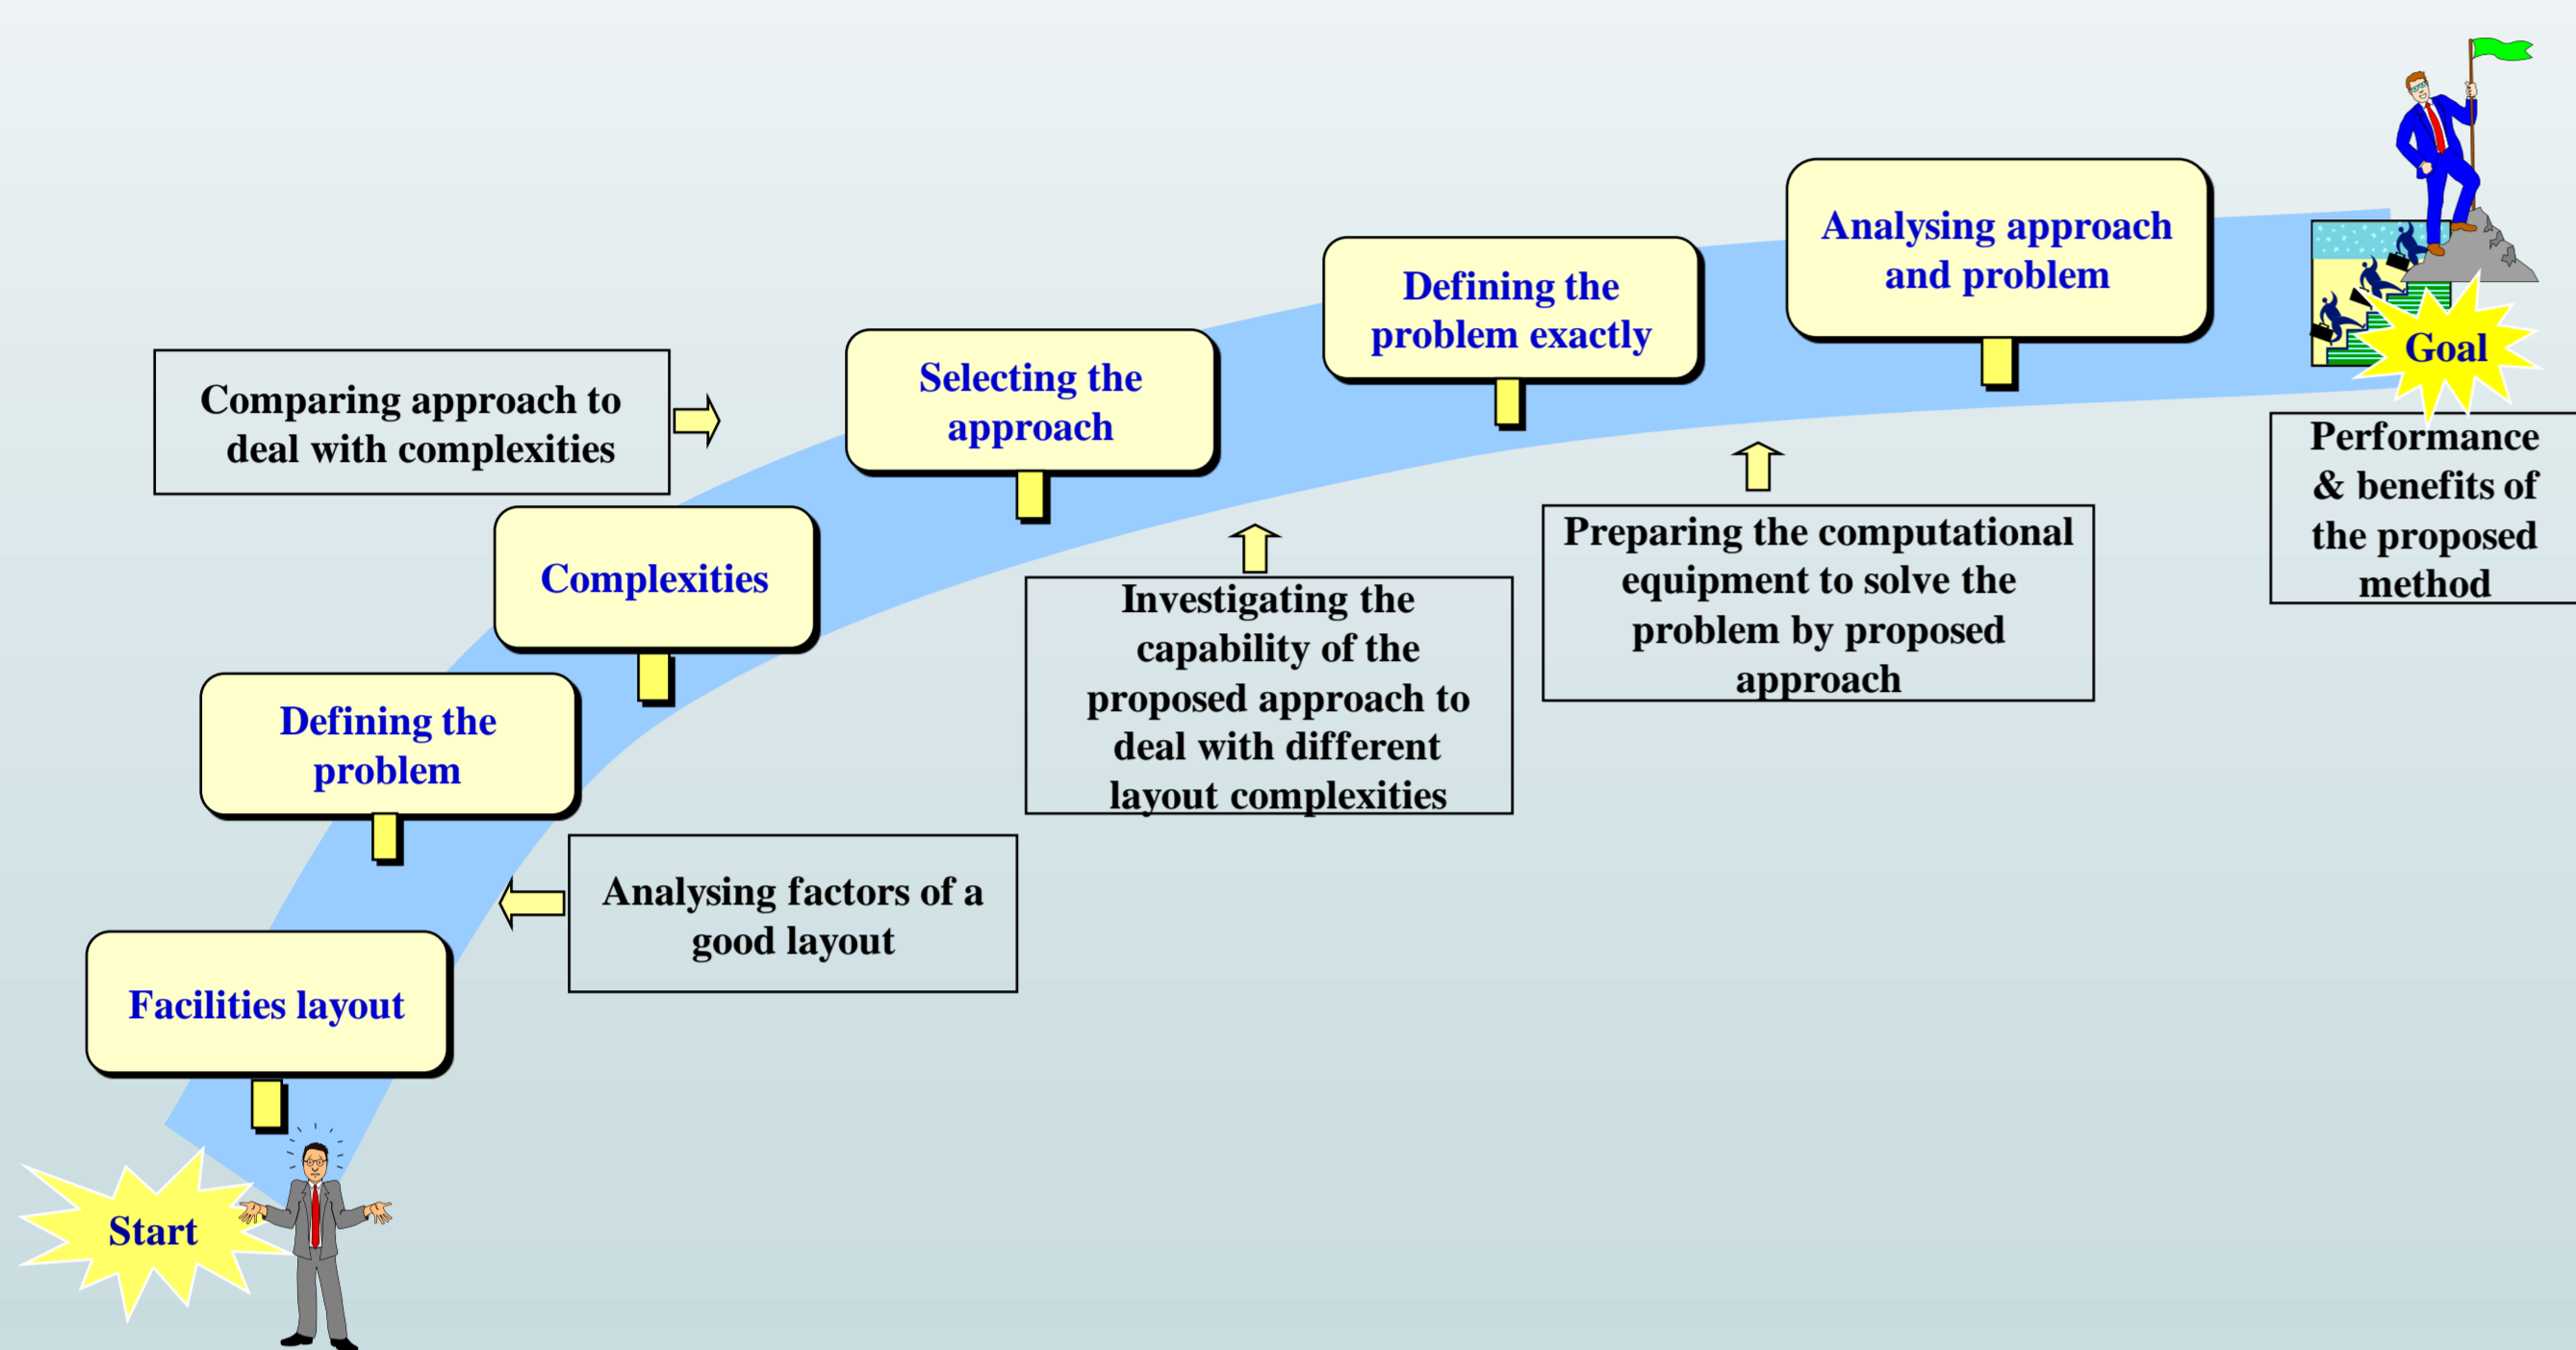 Analysing approach
and problem
Defining the
problem exactly
Goal
Selecting the
approach
Comparing approach to
deal with complexities
Performance
& benefits of
the proposed
method
Preparing the computational
equipment to solve the
problem by proposed
approach
Complexities
Investigating the
capability of the
proposed approach to
deal with different
layout complexities
Defining the
problem
Analysing factors of a
good layout
Facilities layout
Start